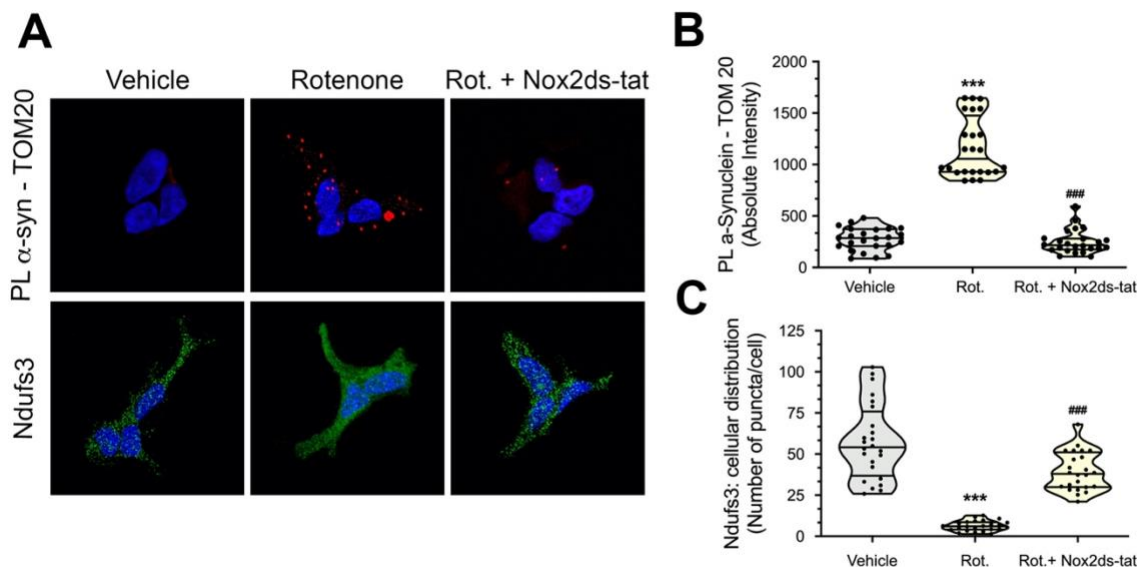 A
Vehicle
Rotenone
Rot. + Nox2ds-tat
PL α-syn - TOM20
Ndufs3
B
PL a-Synuclein - TOM 20
(Absolute Intensity)
2000
1500
1000
500
0
***
###
Vehicle
Rot.
Rot. + Nox2ds-tat
C
Ndufs3: cellular distribution
(Number of puncta/cell)
125
100
75
50
25
0
***
###
Vehicle
Rot.
Rot.+ Nox2ds-tat